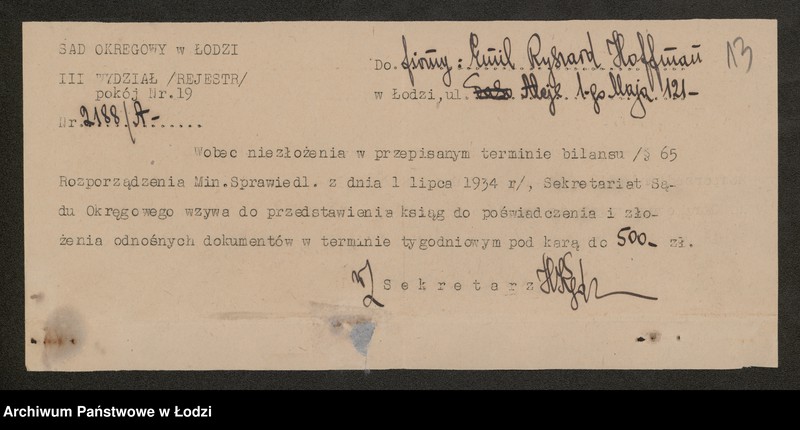 SAD OKRĘGOWY w ŁODZI
III WYDZIAŁ /REJESTR/
pokój Nr.19
Nr. 2188/A-......
Do. firmy: Emil Ryszard Hoffman
w Łodzi,ul. Aleja 1-go Maja 121-
13
Wobec niezłożenia w przepisanym terminie bilansu /§ 65
Rozporządzenia Min.Sprawiedl. z dnia 1 lipca 1934 r/, Sekretariat Są-
du Okręgowego wzywa do przedstawienia ksiąg do poświadczenia i zło-
żenia odnośnych dokumentów w terminie tygodniowym pod karą do 500- zł.
Sekretarz
Archiwum Państwowe w Łodzi